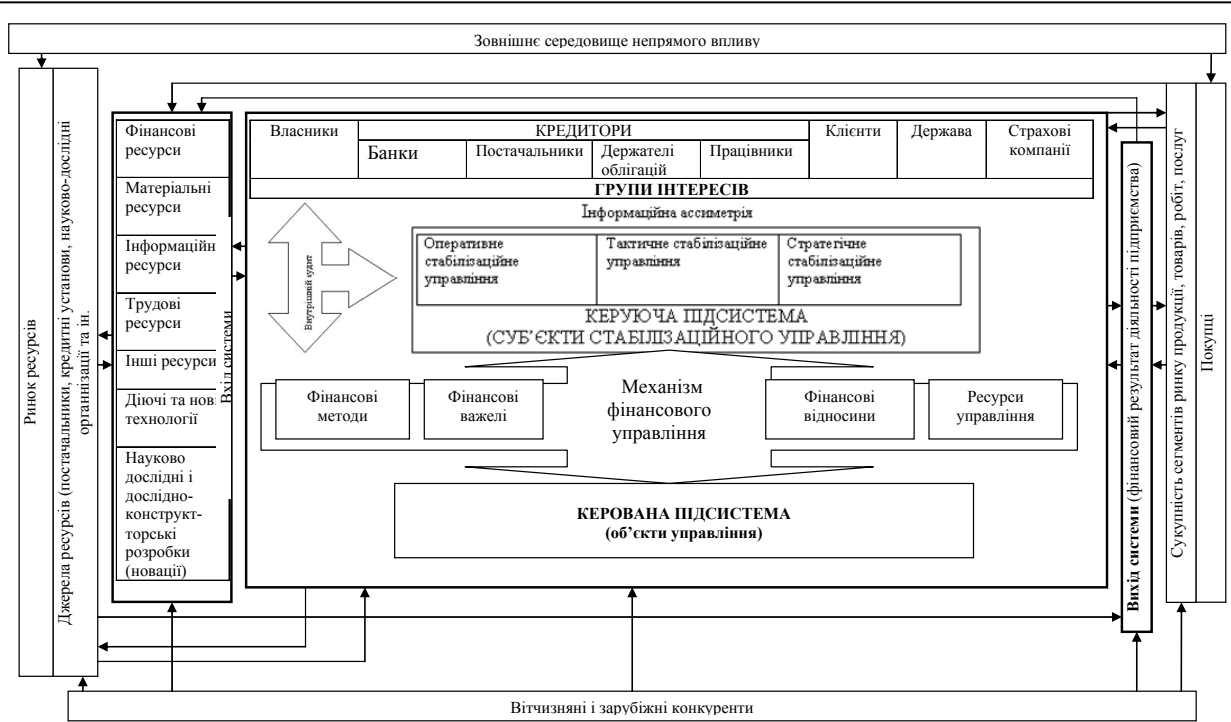 Зовнішнє середовище непрямого впливу
Ринок ресурсів
Джерела ресурсів (постачальники, кредитні установи, науково-дослідні
організації та ін.
Фінансові
ресурси
Матеріальні
ресурси
Інформаційн
ресурси
Трудові
ресурси
Інші ресурси
Діючі та нов
технології
Науково
дослідні і
дослідно-
конструкт-
торські
розробки
(новації)
Вхід системи
Власники
КРЕДИТОРИ
Банки
Постачальники
Держателі
облігацій
Працівники
Клієнти
Держава
Страхові
компанії
ГРУПИ ІНТЕРЕСІВ
Інформаційна ассиметрія
Внутрішній аудит
Оперативне
стабілізаційне
управління
Тактичне стабілізаційне
управління
Стратегічне
стабілізаційне
управління
КЕРУЮЧА ПІДСИСТЕМА
(СУБ'ЄКТИ СТАБІЛІЗАЦІЙНОГО УПРАВЛІННЯ)
Фінансові
методи
Фінансові
важелі
Механізм
фінансового
управління
Фінансові
відносини
Ресурси
управління
КЕРОВАНА ПІДСИСТЕМА
(об’єкти управління)
Вихід системи (фінансовий результат діяльності підприємства)
Сукупність сегментів ринку продукції, товарів, робіт, послуг
Покупці
Вітчизняні і зарубіжні конкуренти